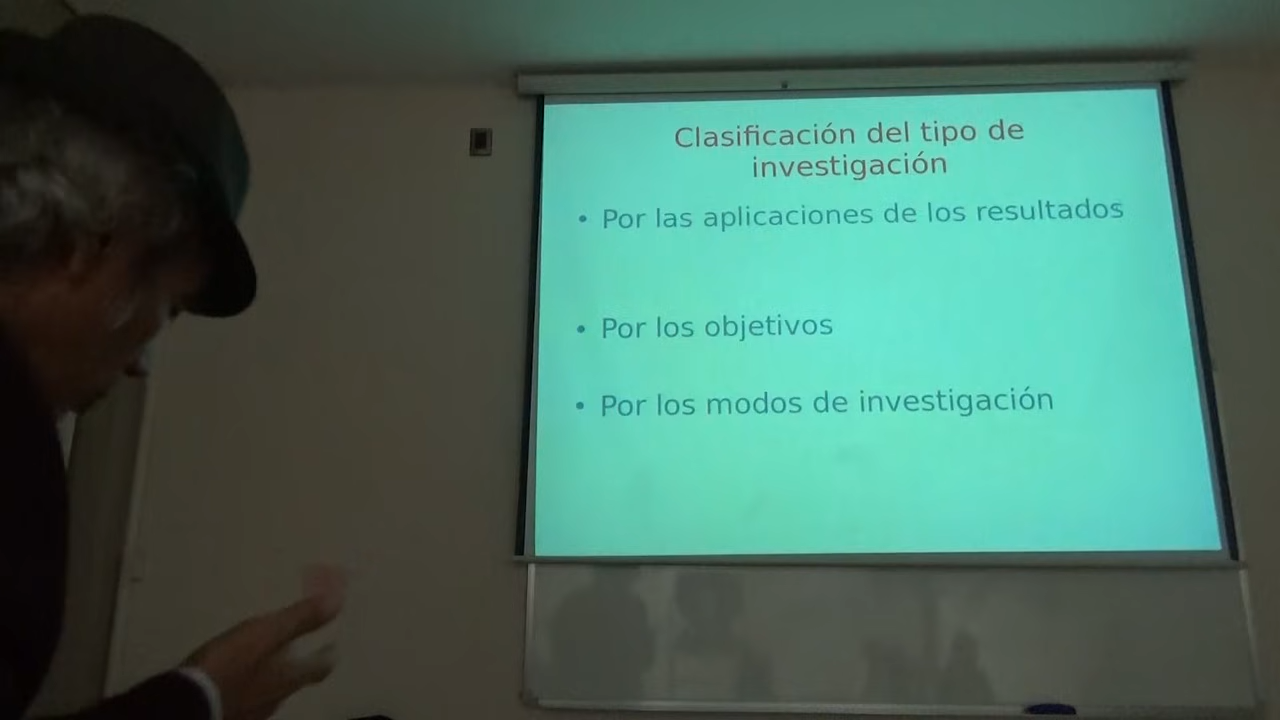 Clasificación del tipo de
investigación
• Por las aplicaciones de los resultados
• Por los objetivos
• Por los modos de investigación